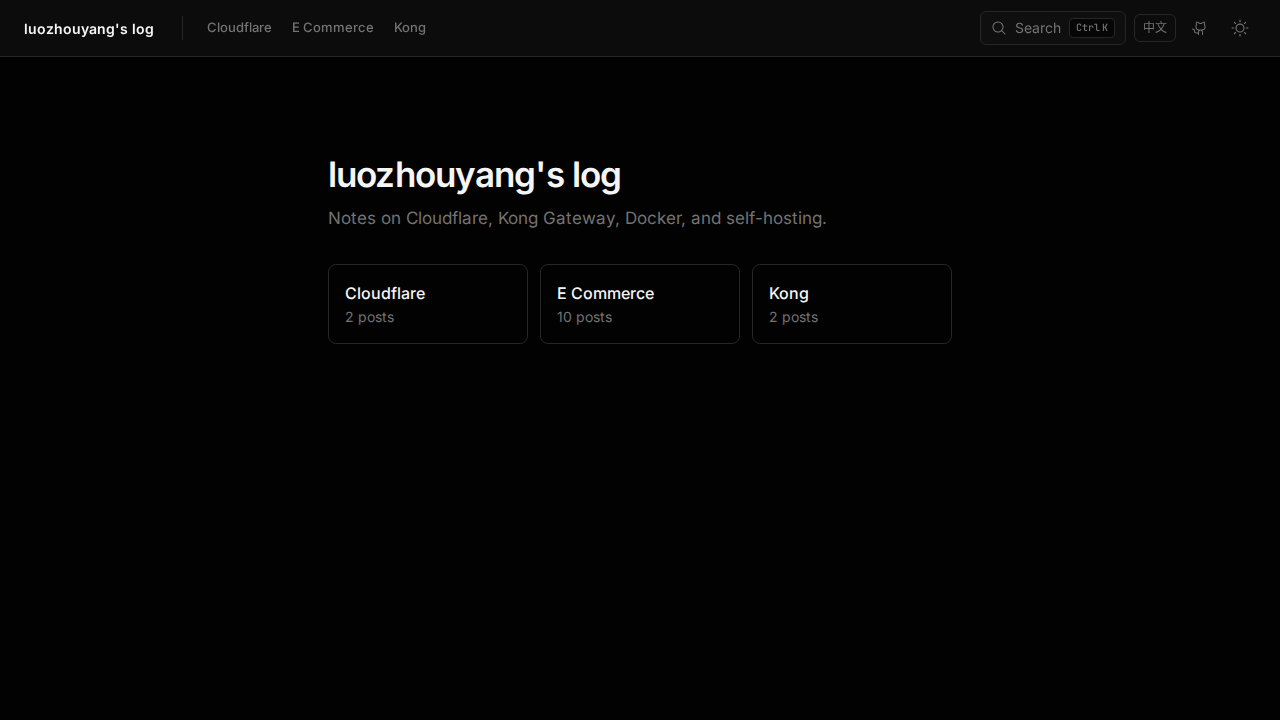 luozhouyang's log
Cloudflare
E Commerce
Kong
Search
Ctrl K
中文
luozhouyang's log
Notes on Cloudflare, Kong Gateway, Docker, and self-hosting.
Cloudflare
2 posts
E Commerce
10 posts
Kong
2 posts